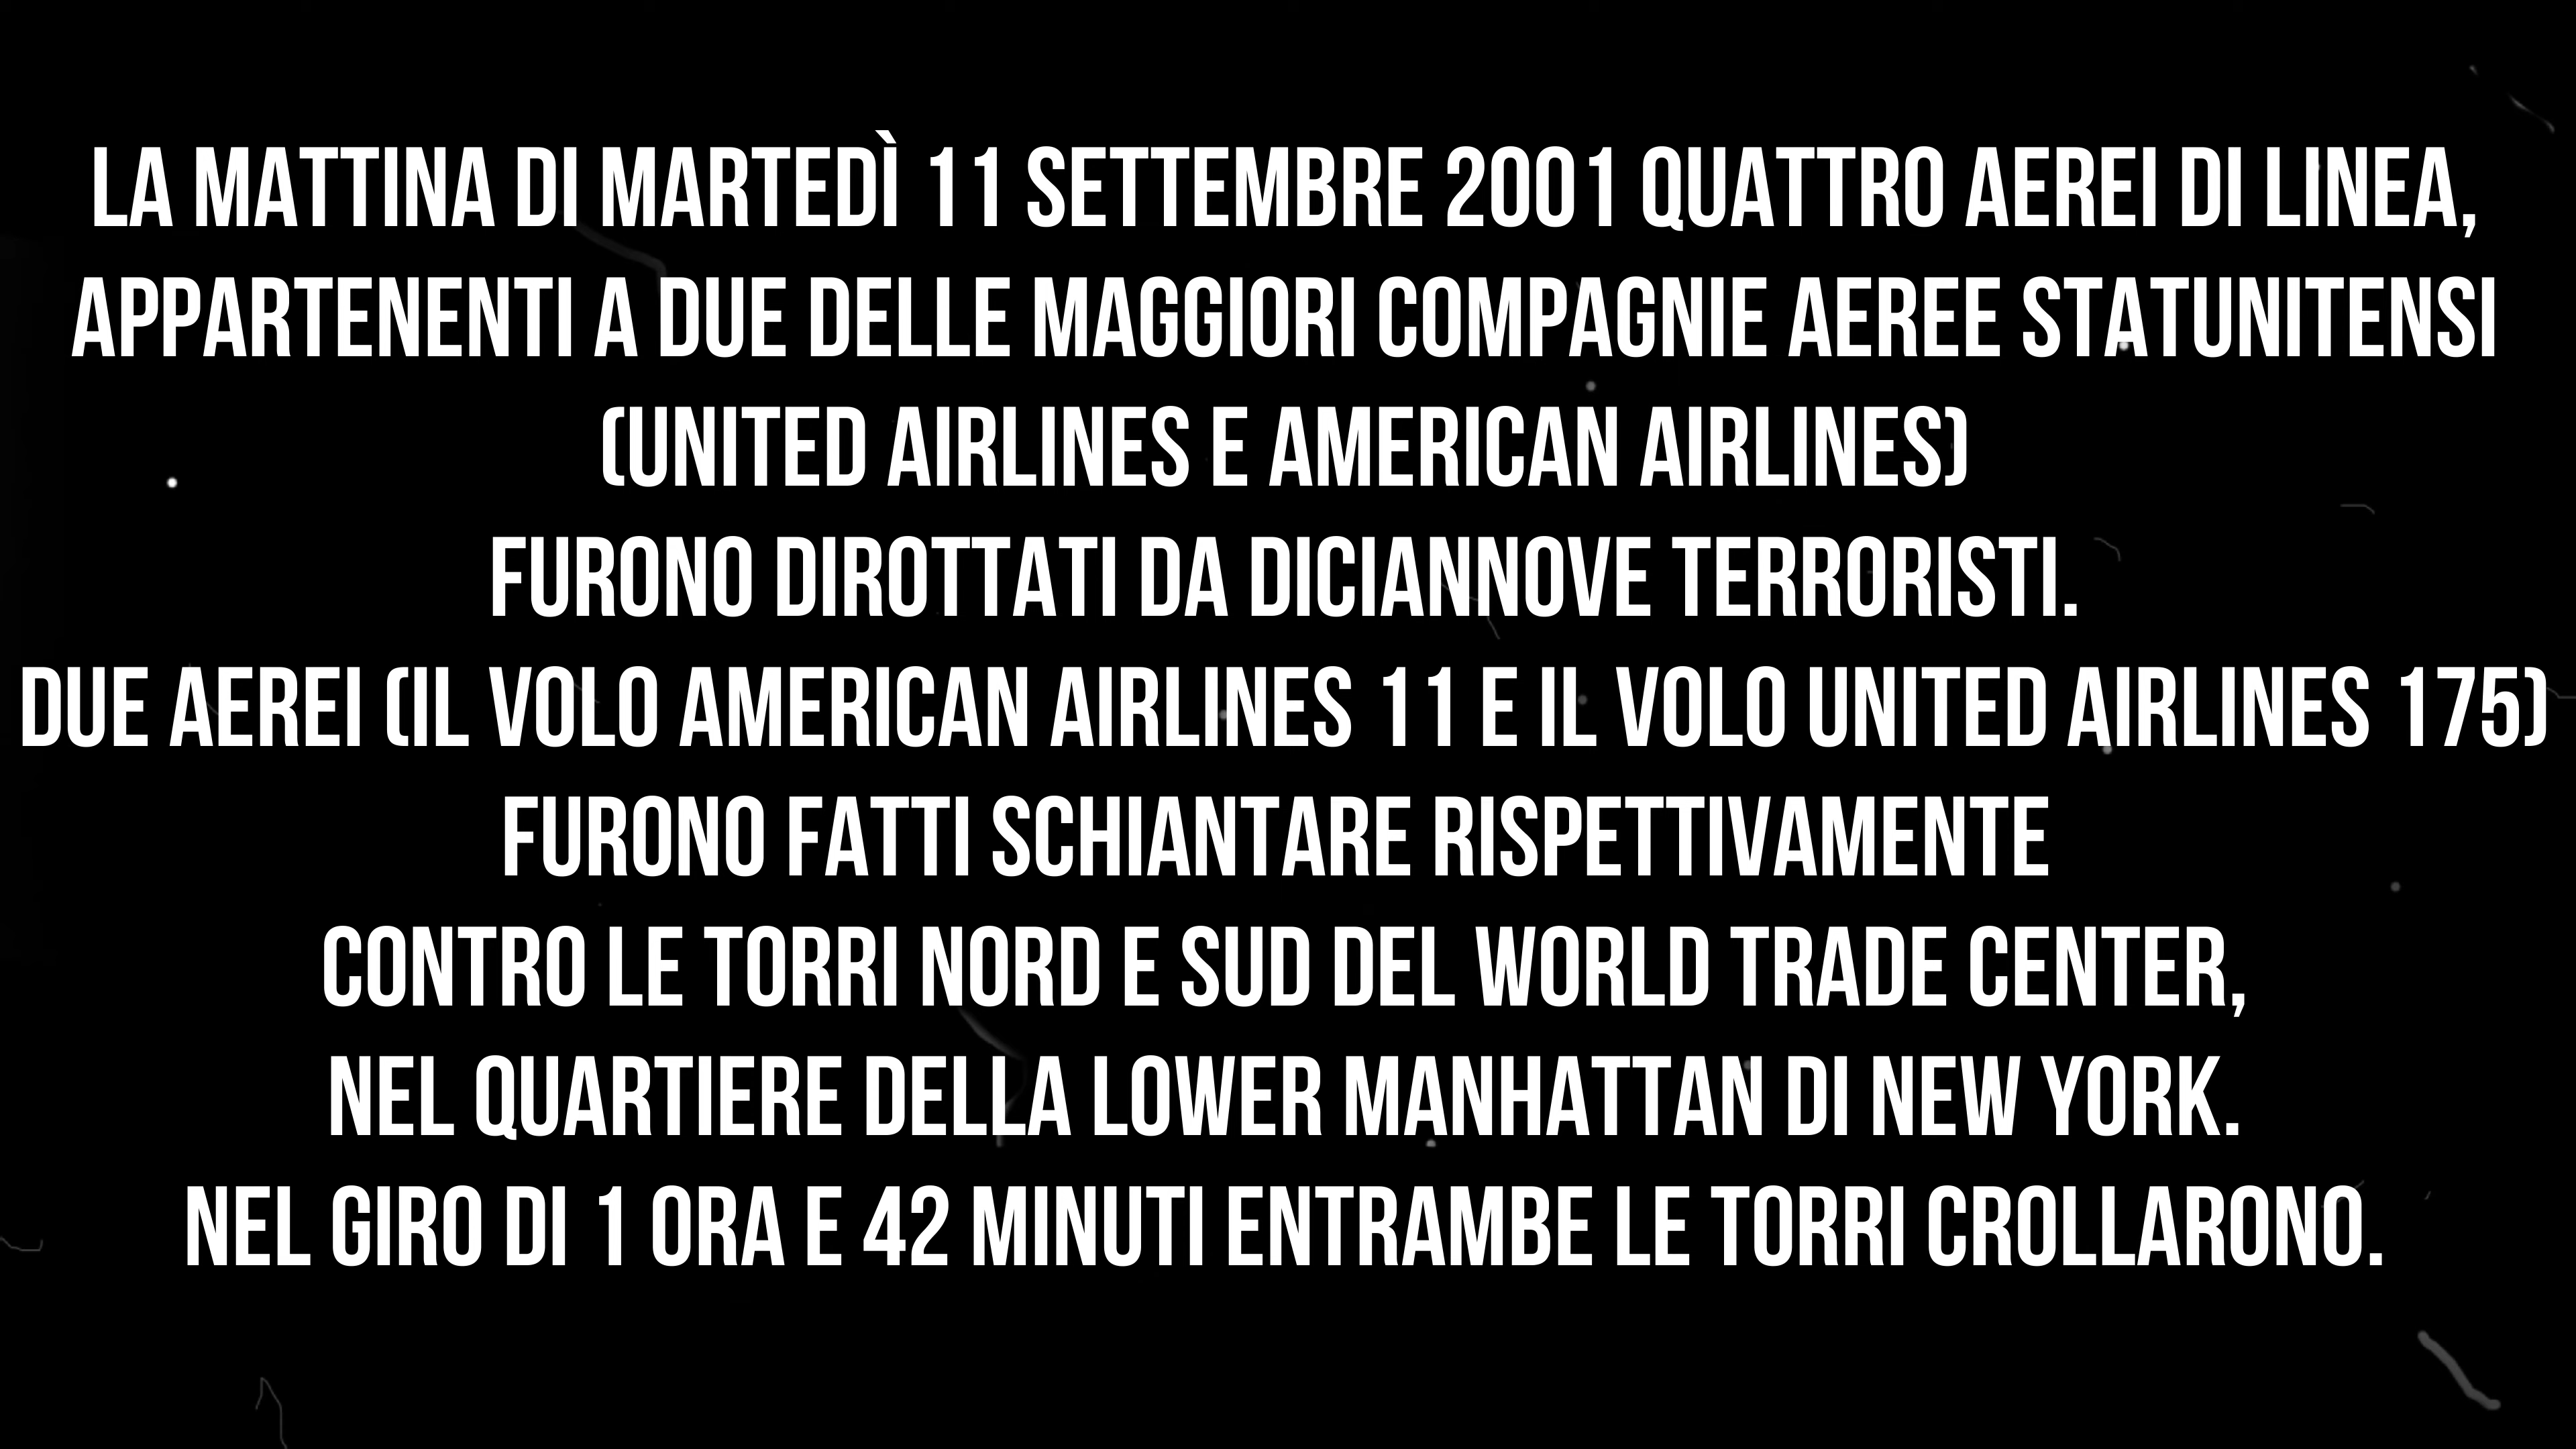 LA MATTINA DI MARTEDÌ 11 SETTEMBRE 2001 QUATTRO AEREI DI LINEA,
APPARTENENTI A DUE DELLE MAGGIORI COMPAGNIE AEREE STATUNITENSI
(UNITED AIRLINES E AMERICAN AIRLINES)
FURONO DIROTTATI DA DICIANNOVE TERRORISTI.
DUE AEREI (IL VOLO AMERICAN AIRLINES 11 E IL VOLO UNITED AIRLINES 175)
FURONO FATTI SCHIANTARE RISPETTIVAMENTE
CONTRO LE TORRI NORD E SUD DEL WORLD TRADE CENTER,
NEL QUARTIERE DELLA LOWER MANHATTAN DI NEW YORK.
NEL GIRO DI 1 ORA E 42 MINUTI ENTRAMBE LE TORRI CROLLARONO.